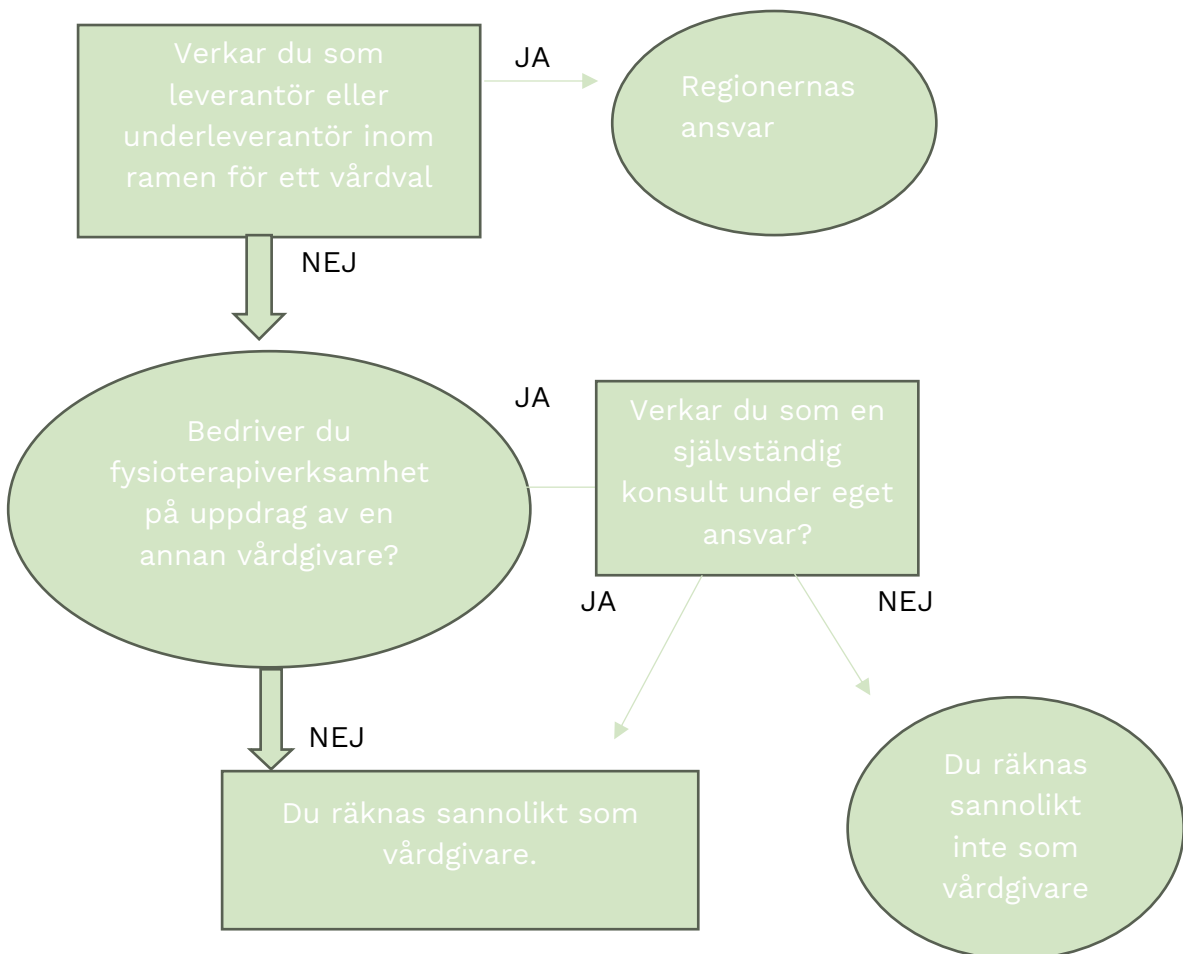 Verkar du som
leverantör eller
underleverantör inom
ramen för ett vårdval
JA
Regionernas
ansvar
NEJ
Bedriver du
fysioterapiverksamhet
på uppdrag av en
annan vårdgivare?
JA
Verkar du som en
självständig
konsult under eget
ansvar?
JA
NEJ
NEJ
Du räknas sannolikt som
vårdgivare.
Du räknas
sannolikt
inte som
vårdgivare